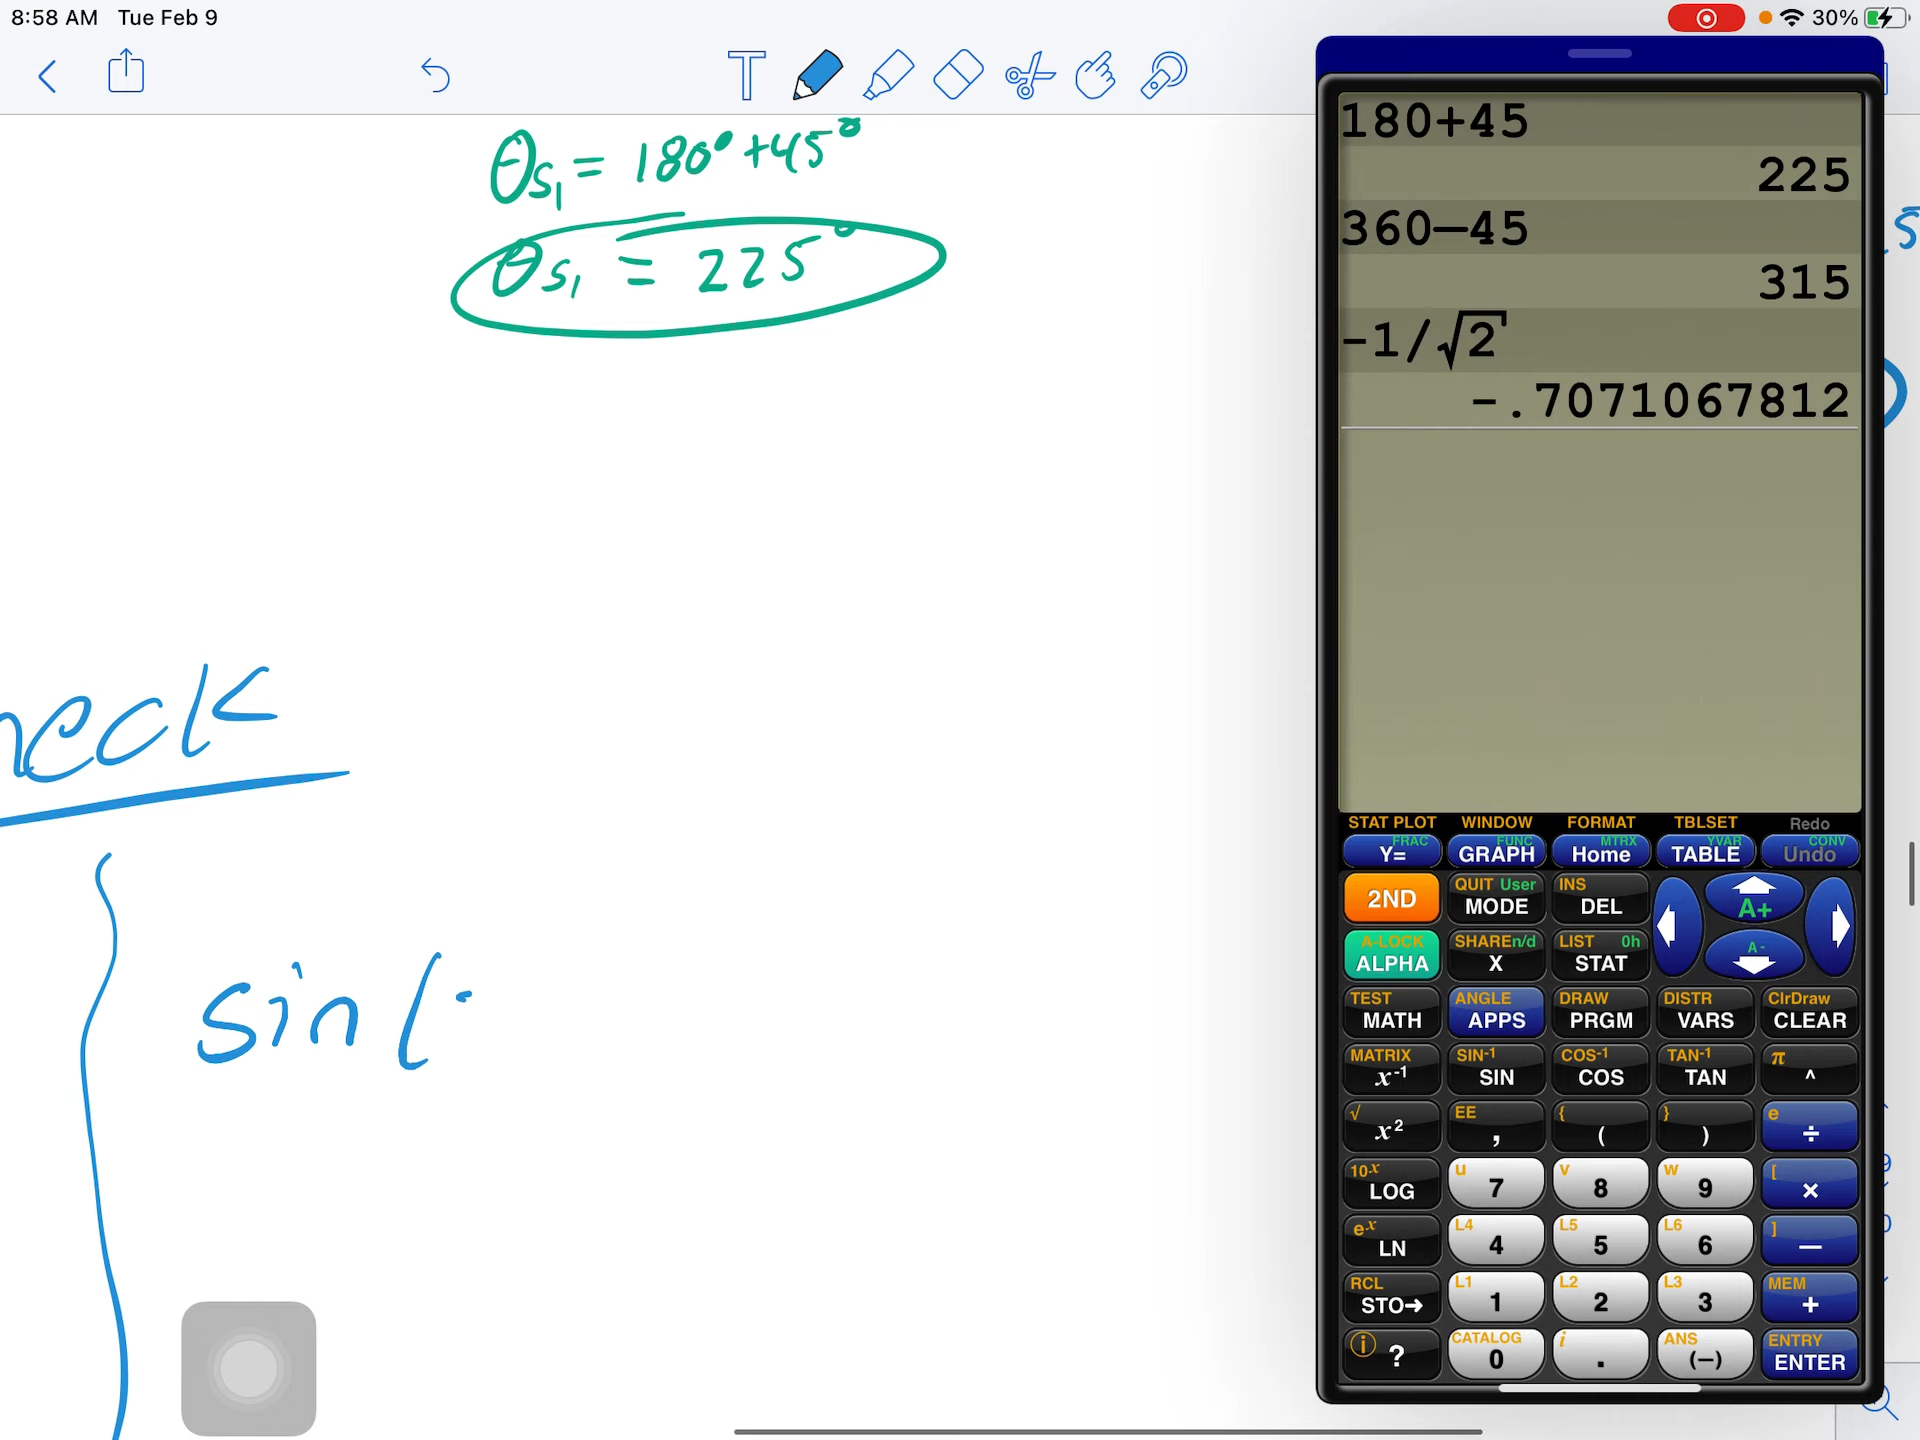 8:58 AM Tue Feb 9
30%
T
θs₁ = 180° + 45°
θs₁ = 225°
heck
sin (
180+45
225
360–45
315
-1/√2
-.7071067812
STAT PLOT WINDOW FORMAT TBLSET Redo
FRAC FUNC MTRX YVAR CONV
Y= GRAPH Home TABLE Undo
QUIT User INS
2ND MODE DEL A+
A-LOCK SHARE n/d LIST 0h A-
ALPHA X STAT
TEST ANGLE DRAW DISTR ClrDraw
MATH APPS PRGM VARS CLEAR
MATRIX SIN⁻¹ COS⁻¹ TAN⁻¹ π
x⁻¹ SIN COS TAN ^
√ EE { } e
x² , ( ) ÷
10ˣ u v w [
LOG 7 8 9 ×
eˣ L4 L5 L6 ]
LN 4 5 6 —
RCL L1 L2 L3 MEM
STO➔ 1 2 3 +
i CATALOG i ANS ENTRY
? 0 . (–) ENTER